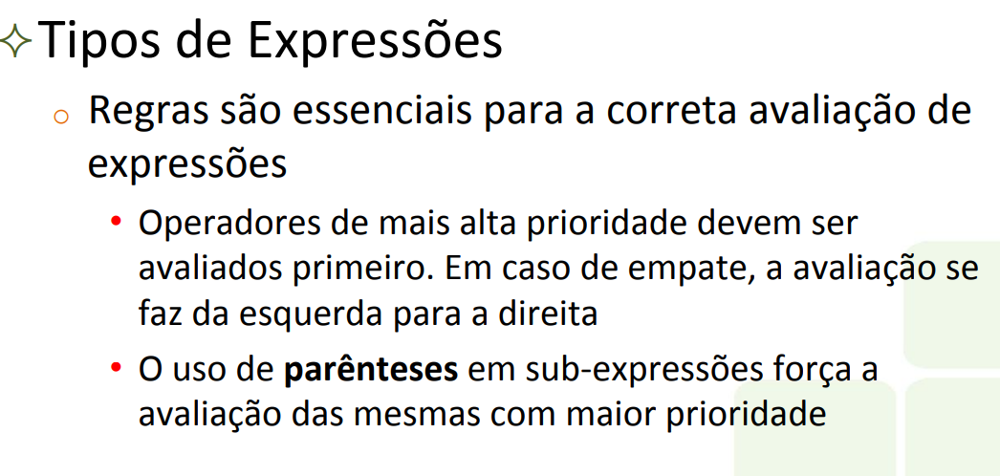 Tipos de Expressões
Regras são essenciais para a correta avaliação de
expressões
Operadores de mais alta prioridade devem ser
avaliados primeiro. Em caso de empate, a avaliação se
faz da esquerda para a direita
O uso de parênteses em sub-expressões força a
avaliação das mesmas com maior prioridade